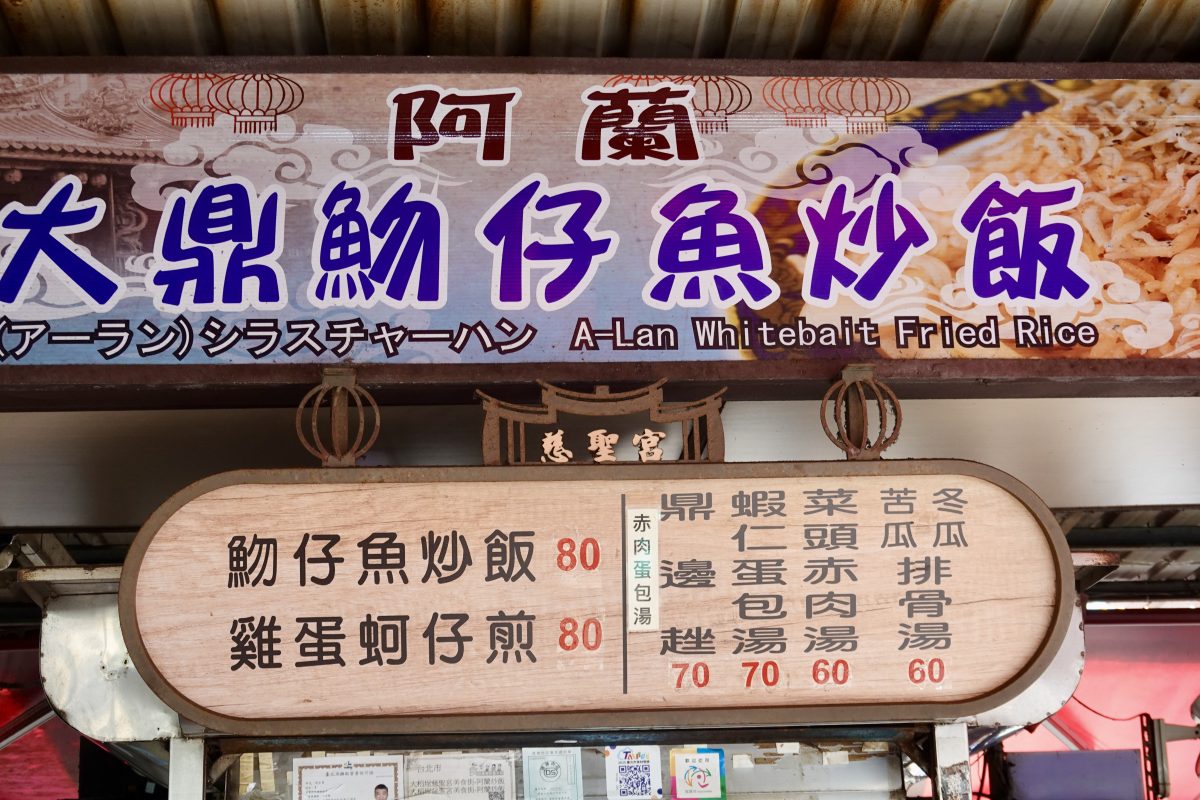 阿蘭
大鼎魩仔魚炒飯
(アーラン)シラスチャーハン A-Lan Whitebait Fried Rice
慈聖宮
魩仔魚炒飯 80
雞蛋蚵仔煎 80
赤肉蛋包湯
鼎邊趖 70
蝦仁蛋包湯 70
菜頭赤肉湯 60
苦瓜 冬瓜 排骨湯 60
台北市